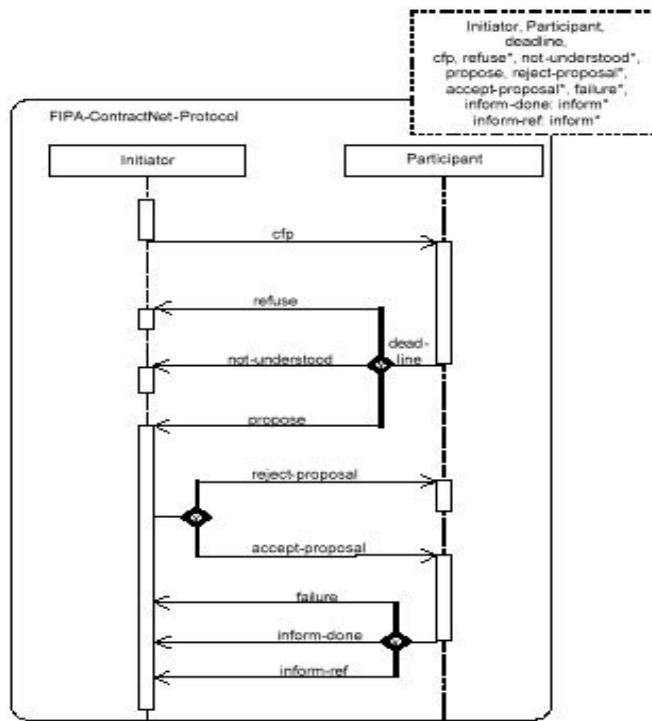 Initiator, Participant,
deadline,
cfp, refuse*, not-understood*,
propose, reject-proposal*,
accept-proposal*, failure*,
inform-done: inform*
inform-ref: inform*
FIPA-ContractNet-Protocol
Initiator
Participant
cfp
refuse
dead-
line
not-understood
propose
reject-proposal
accept-proposal
failure
inform-done
inform-ref